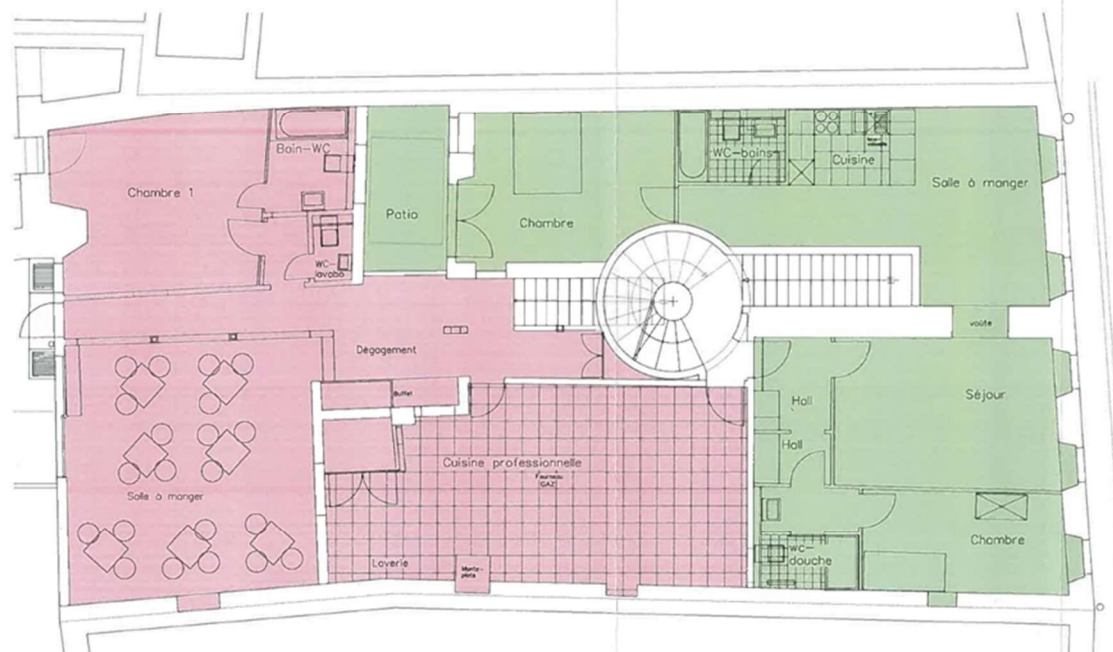 Bain-WC
Chambre 1
WC-
lavabo
Patio
Chambre
WC-bains
Cuisine
Salle à manger
Dégagement
Buffet
voûte
Hall
Hall
Séjour
Cuisine professionnelle
Fourneau
GAZ
Salle à manger
Laverie
Monte-
plats
WC-
douche
Chambre